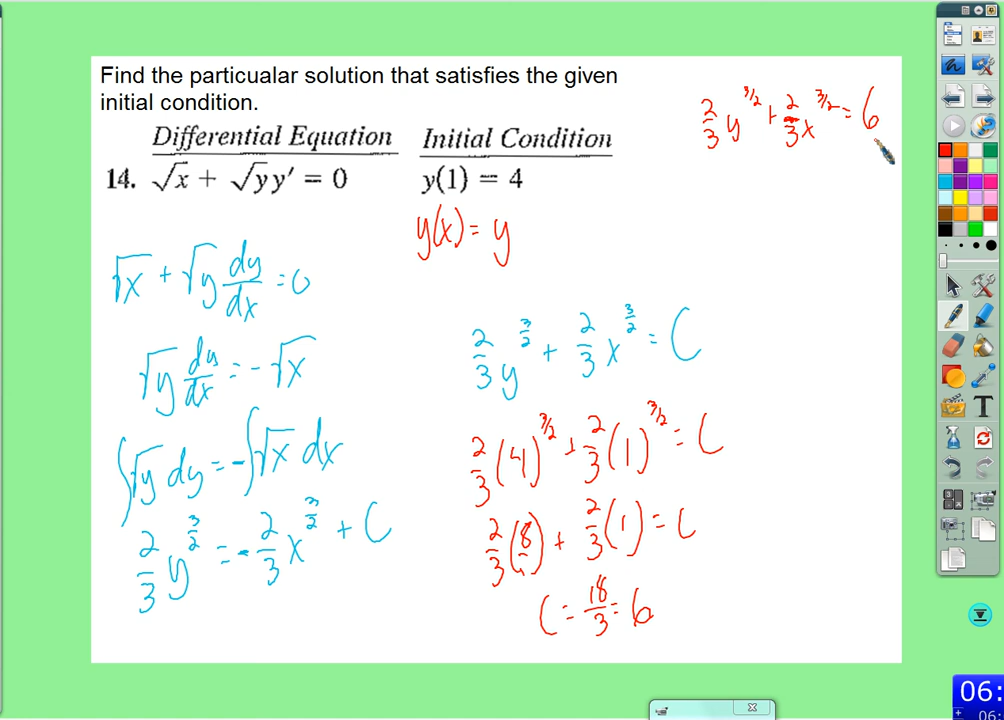 Find the particualar solution that satisfies the given
initial condition.
Differential Equation Initial Condition
14. √x + √y y' = 0 y(1) = 4
y(x) = y
2/3 y^3/2 + 2/3 x^3/2 = 6
√x + √y dy/dx = 0
√y dy/dx = -√x
∫√y dy = -∫√x dx
2/3 y^3/2 = -2/3 x^3/2 + C
2/3 y^3/2 + 2/3 x^3/2 = C
2/3 (4)^3/2 + 2/3 (1)^3/2 = C
2/3 (8) + 2/3 (1) = C
C = 18/3 = 6
06:
06: